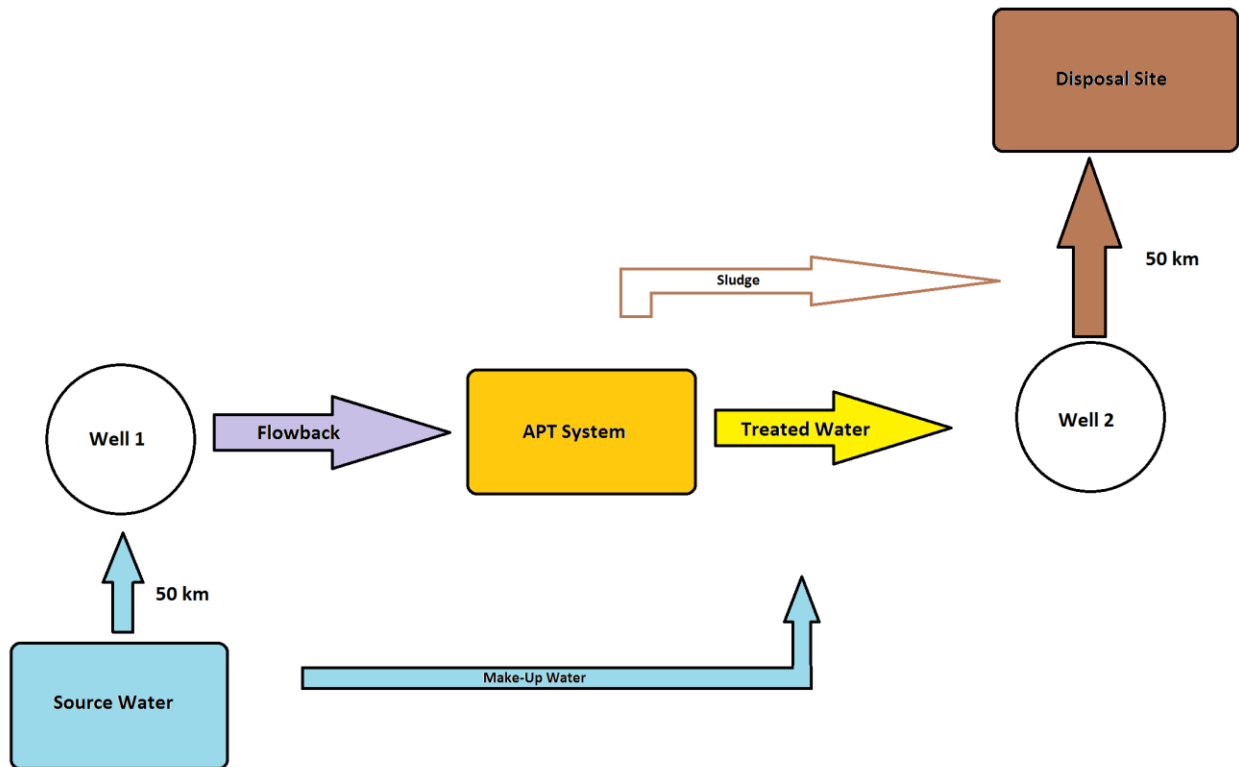 Disposal Site
50 km
Sludge
Well 1
Flowback
APT System
Treated Water
Well 2
50 km
Make-Up Water
Source Water